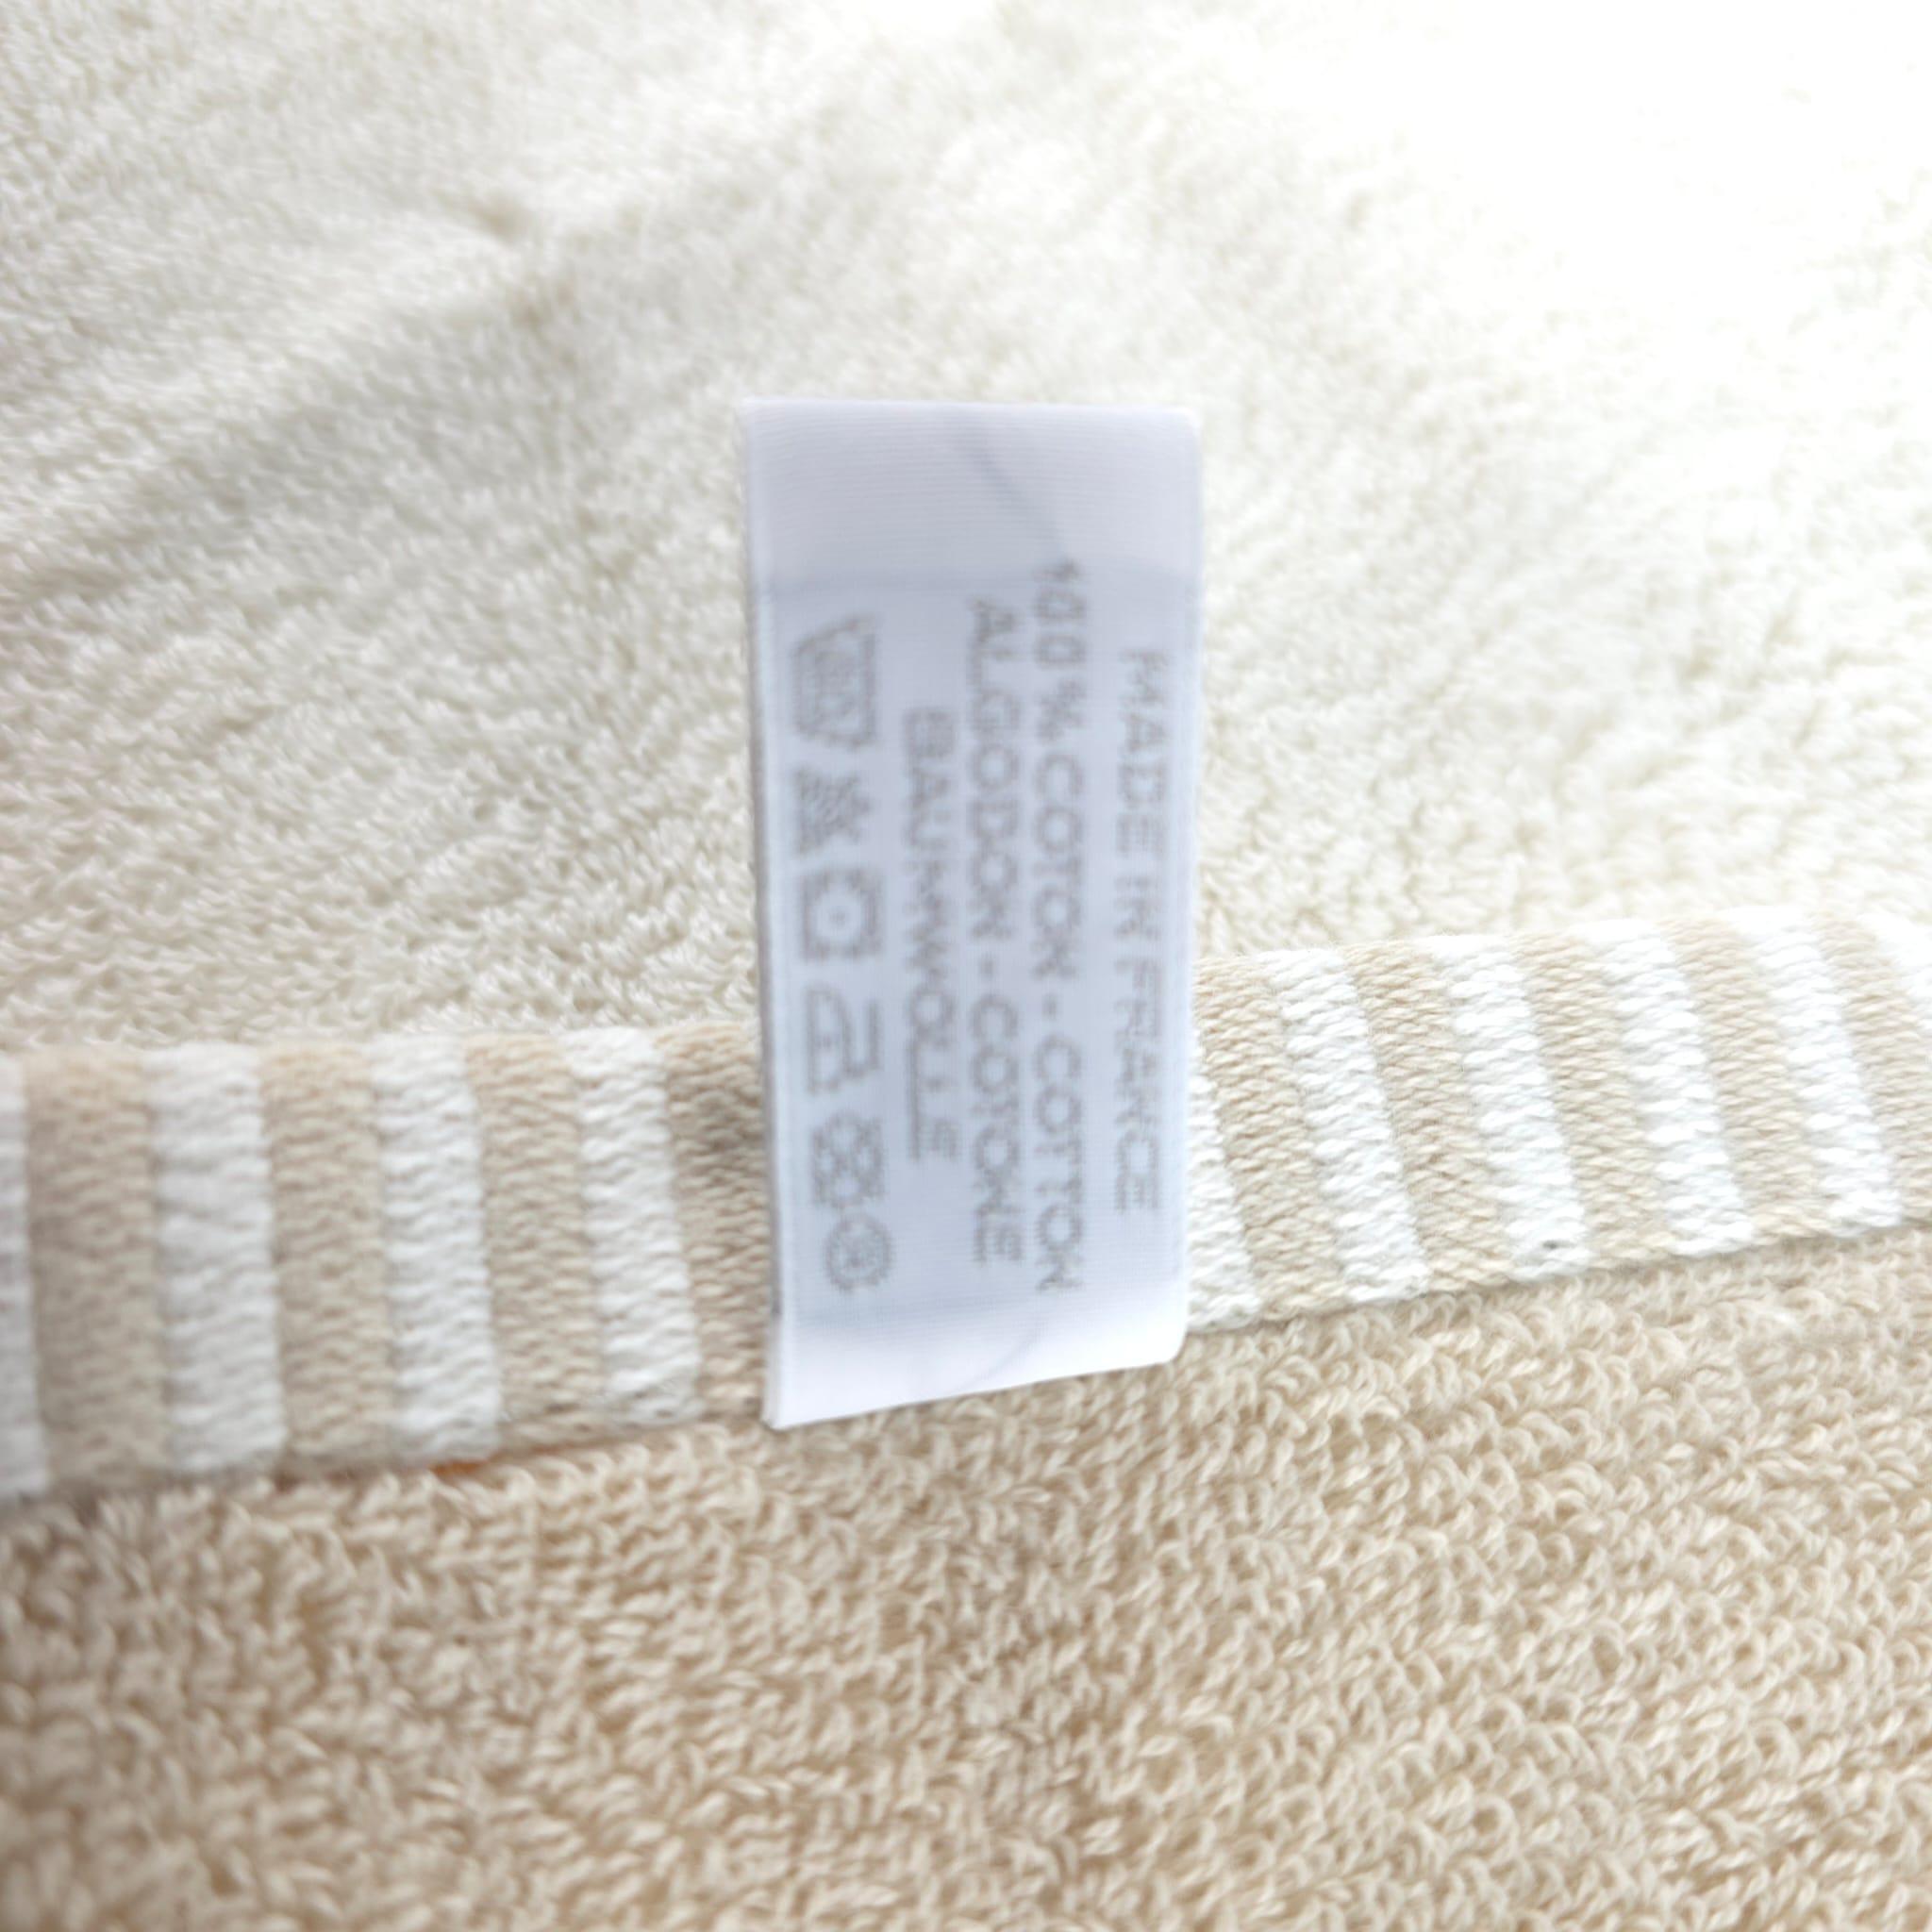 MADE IN FRANCE
100 % COTON - COTTON
ALGODON - COTONE
BAUMWOLLE